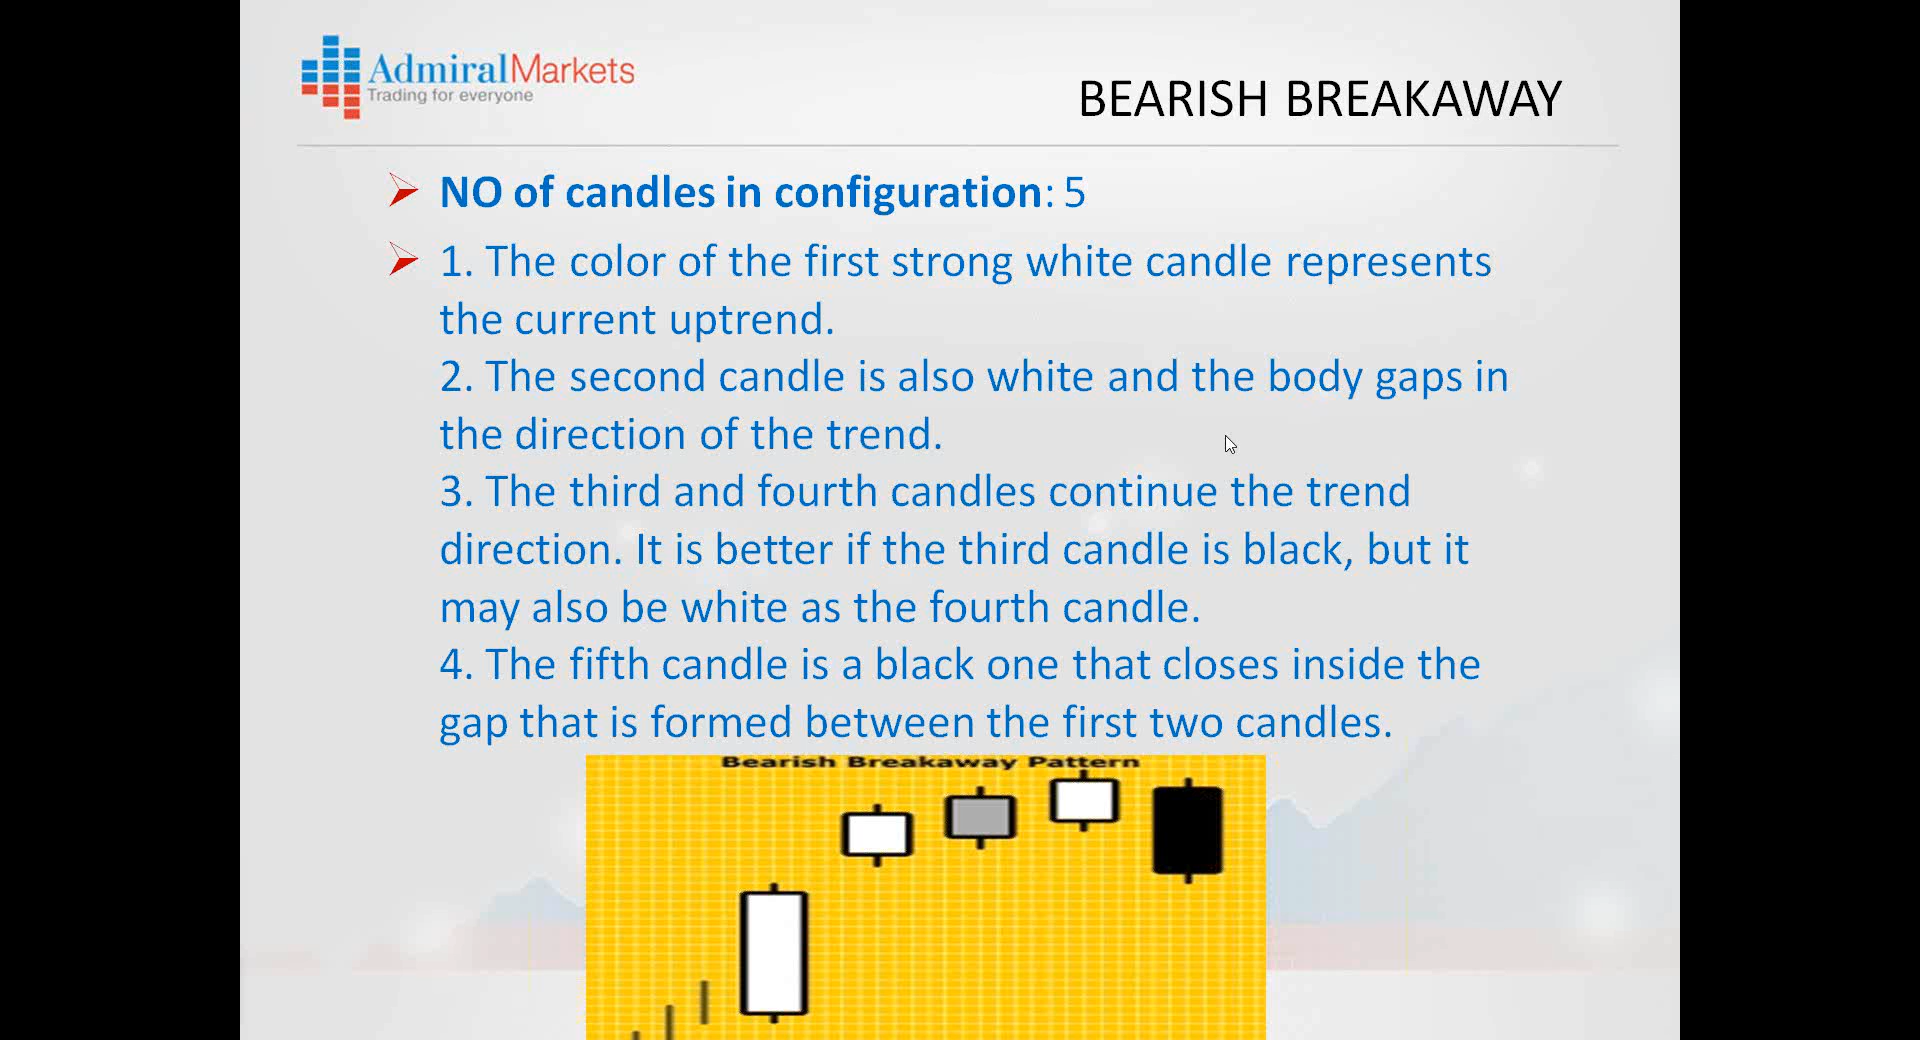 AdmiralMarkets
Trading for everyone
BEARISH BREAKAWAY
NO of candles in configuration: 5
1. The color of the first strong white candle represents
the current uptrend.
2. The second candle is also white and the body gaps in
the direction of the trend.
3. The third and fourth candles continue the trend
direction. It is better if the third candle is black, but it
may also be white as the fourth candle.
4. The fifth candle is a black one that closes inside the
gap that is formed between the first two candles.
Bearish Breakaway Pattern